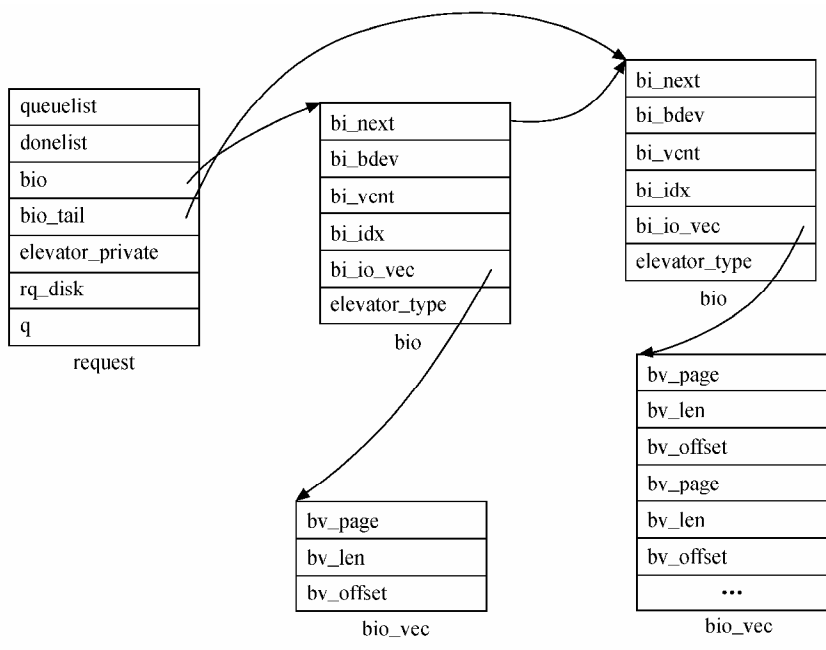 queuelist
donelist
bio
bio_tail
elevator_private
rq_disk
q
request
bi_next
bi_bdev
bi_vcnt
bi_idx
bi_io_vec
elevator_type
bio
bv_page
bv_len
bv_offset
bio_vec
bi_next
bi_bdev
bi_vcnt
bi_idx
bi_io_vec
elevator_type
bio
bv_page
bv_len
bv_offset
bv_page
bv_len
bv_offset
...
bio_vec